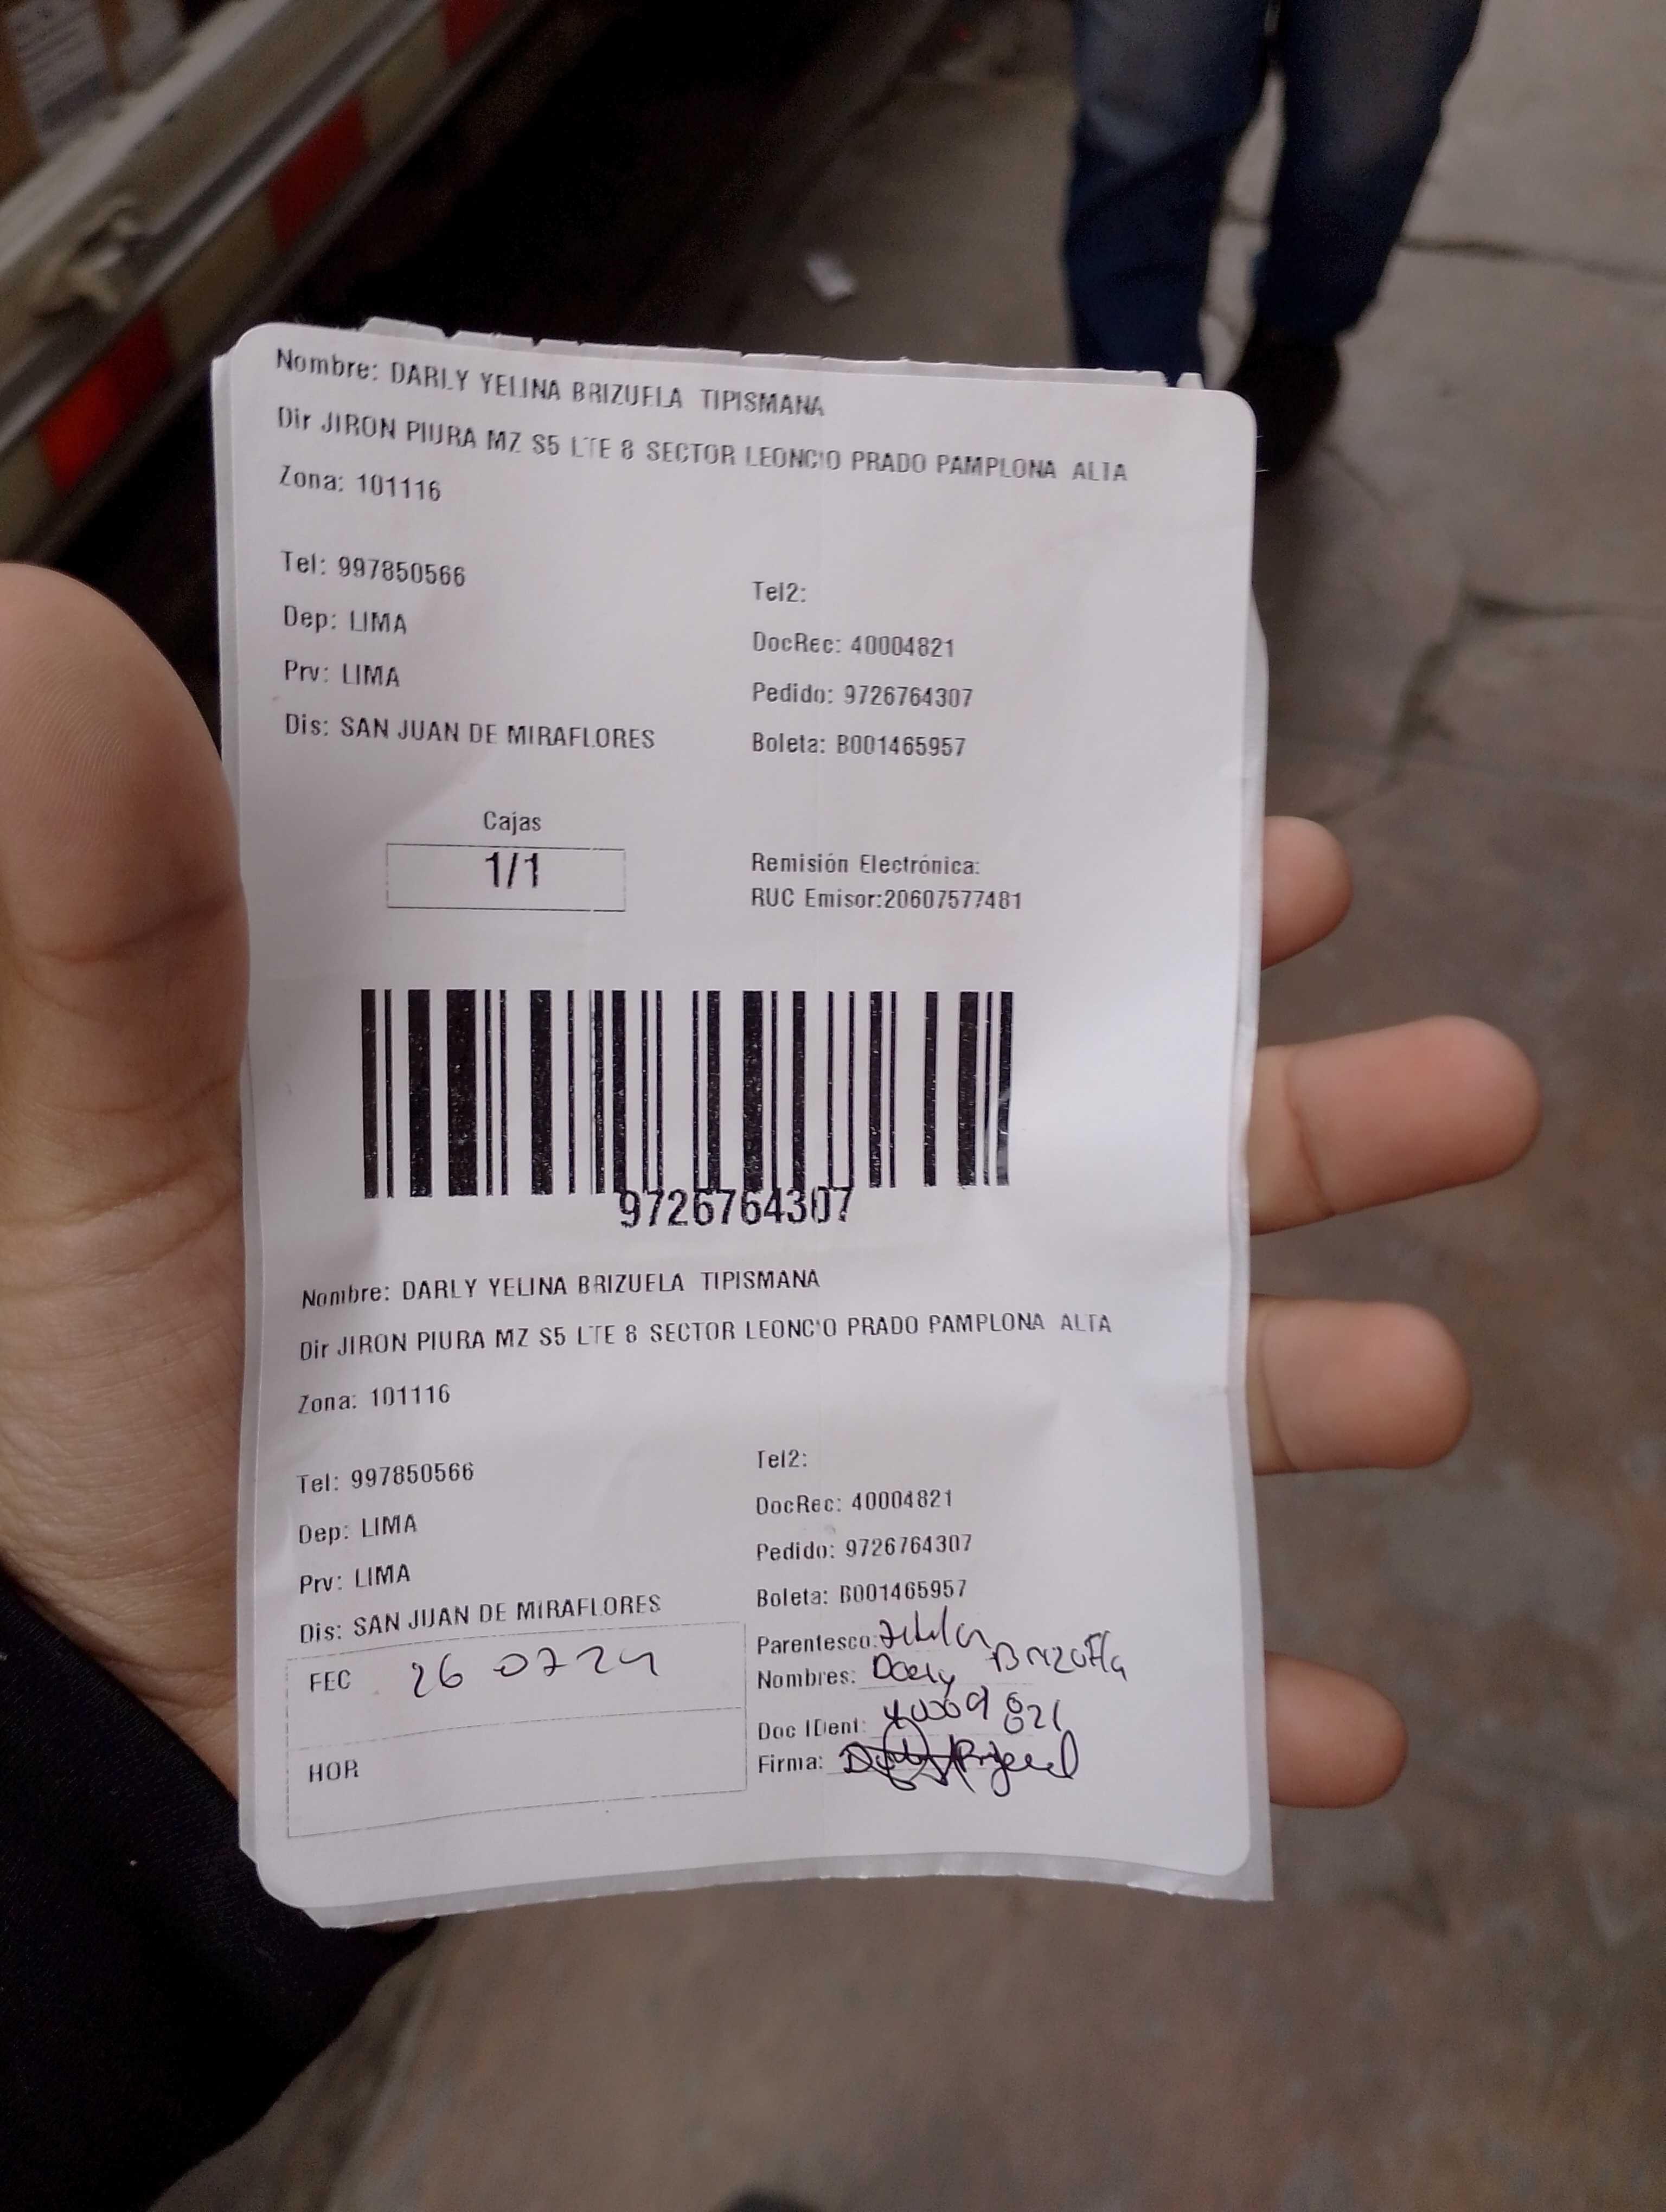 Nombre: DARLY YELINA BRIZUELA TIPISMANA
Dir JIRON PIURA MZ S5 LTE 8 SECTOR LEONCIO PRADO PAMPLONA ALTA
Zona: 101116
Tel: 997850566
Tel2:
Dep: LIMA
DocRec: 40004821
Prv: LIMA
Pedido: 9726764307
Dis: SAN JUAN DE MIRAFLORES
Boleta: B001465957
Cajas
1/1
Remisión Electrónica:
RUC Emisor:20607577481
9726764307
Nombre: DARLY YELINA BRIZUELA TIPISMANA
Dir JIRON PIURA MZ S5 LTE 8 SECTOR LEONCIO PRADO PAMPLONA ALTA
Zona: 101116
Tel: 997850566
Tel2:
Dep: LIMA
DocRec: 40004821
Prv: LIMA
Pedido: 9726764307
Dis: SAN JUAN DE MIRAFLORES
Boleta: B001465957
FEC 26 07 24
HOR
Parentesco:
Nombres: Darly
Doc IDent:
Firma: